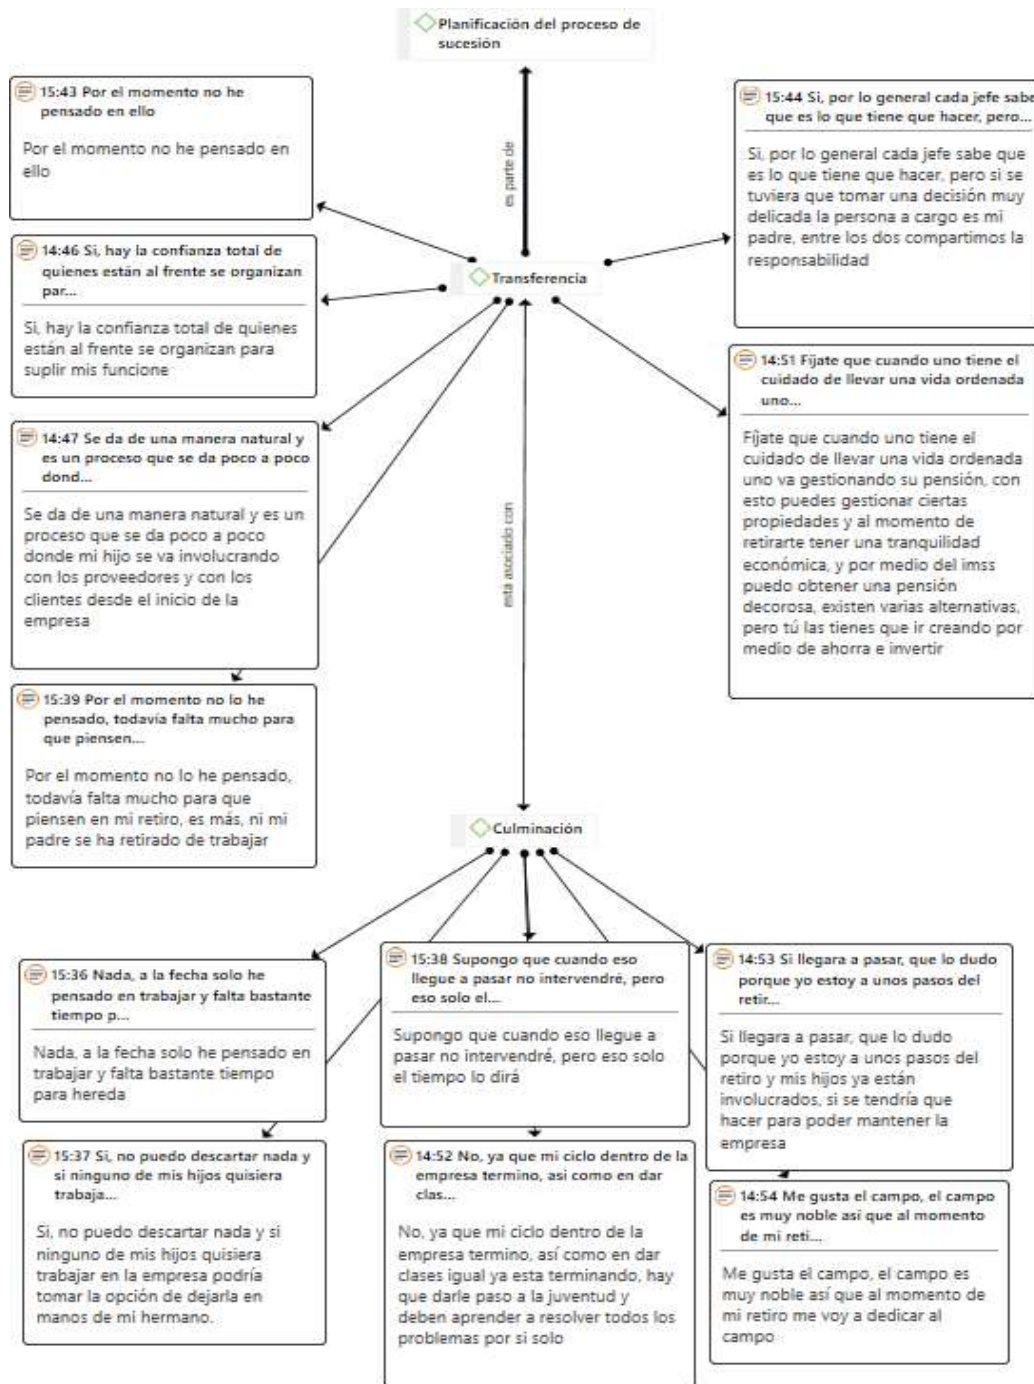 Planificación del proceso de
sucesión
15:43 Por el momento no he
pensado en ello
Por el momento no he pensado en
ello
15:44 Si, por lo general cada jefe sabe
que es lo que tiene que hacer, pero...
Si, por lo general cada jefe sabe que
es lo que tiene que hacer, pero si se
tuviera que tomar una decisión muy
delicada la persona a cargo es mi
padre, entre los dos compartimos la
responsabilidad
es parte de
14:46 Si, hay la confianza total de
quienes están al frente se organizan
par...
Si, hay la confianza total de quienes
están al frente se organizan para
suplir mis funcione
Transferencia
14:51 Fíjate que cuando uno tiene el
cuidado de llevar una vida ordenada
uno...
Fíjate que cuando uno tiene el
cuidado de llevar una vida ordenada
uno va gestionando su pensión, con
esto puedes gestionar ciertas
propiedades y al momento de
retirarte tener una tranquilidad
económica, y por medio del imss
puedo obtener una pensión
decorosa, existen varias alternativas,
pero tú las tienes que ir creando por
medio de ahorra e invertir
14:47 Se da de una manera natural y
es un proceso que se da poco a poco
dond...
Se da de una manera natural y es un
proceso que se da poco a poco
donde mi hijo se va involucrando
con los proveedores y con los
clientes desde el inicio de la
empresa
está asociado con
15:39 Por el momento no lo he
pensado, todavía falta mucho para
que piensen...
Por el momento no lo he pensado,
todavía falta mucho para que
piensen en mi retiro, es más, ni mi
padre se ha retirado de trabajar
Culminación
15:36 Nada, a la fecha solo he
pensado en trabajar y falta bastante
tiempo p...
Nada, a la fecha solo he pensado en
trabajar y falta bastante tiempo
para hereda
15:38 Supongo que cuando eso
llegue a pasar no intervendré, pero
eso solo el...
Supongo que cuando eso llegue a
pasar no intervendré, pero eso solo
el tiempo lo dirá
14:53 Si llegara a pasar, que lo dudo
porque yo estoy a unos pasos del
retir...
Si llegara a pasar, que lo dudo
porque yo estoy a unos pasos del
retiro y mis hijos ya están
involucrados, si se tendría que
hacer para poder mantener la
empresa
15:37 Si, no puedo descartar nada y
si ninguno de mis hijos quisiera
trabaja...
Si, no puedo descartar nada y si
ninguno de mis hijos quisiera
trabajar en la empresa podría
tomar la opción de dejarla en
manos de mi hermano.
14:52 No, ya que mi ciclo dentro de la
empresa termino, así como en dar
clas...
No, ya que mi ciclo dentro de la
empresa termino, así como en dar
clases igual ya esta terminando, hay
que darle paso a la juventud y
deben aprender a resolver todos los
problemas por si solo
14:54 Me gusta el campo, el campo
es muy noble así que al momento
de mi reti...
Me gusta el campo, el campo es
muy noble así que al momento de
mi retiro me voy a dedicar al
campo